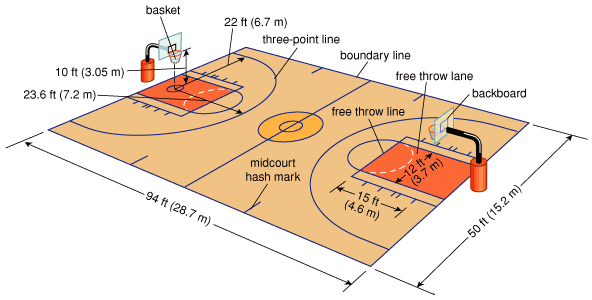 basket
22 ft (6.7 m)
three-point line
boundary line
10 ft (3.05 m)
free throw lane
23.6 ft (7.2 m)
backboard
free throw line
midcourt
hash mark
12 ft
(3.7 m)
15 ft
(4.6 m)
94 ft (28.7 m)
50 ft (15.2 m)